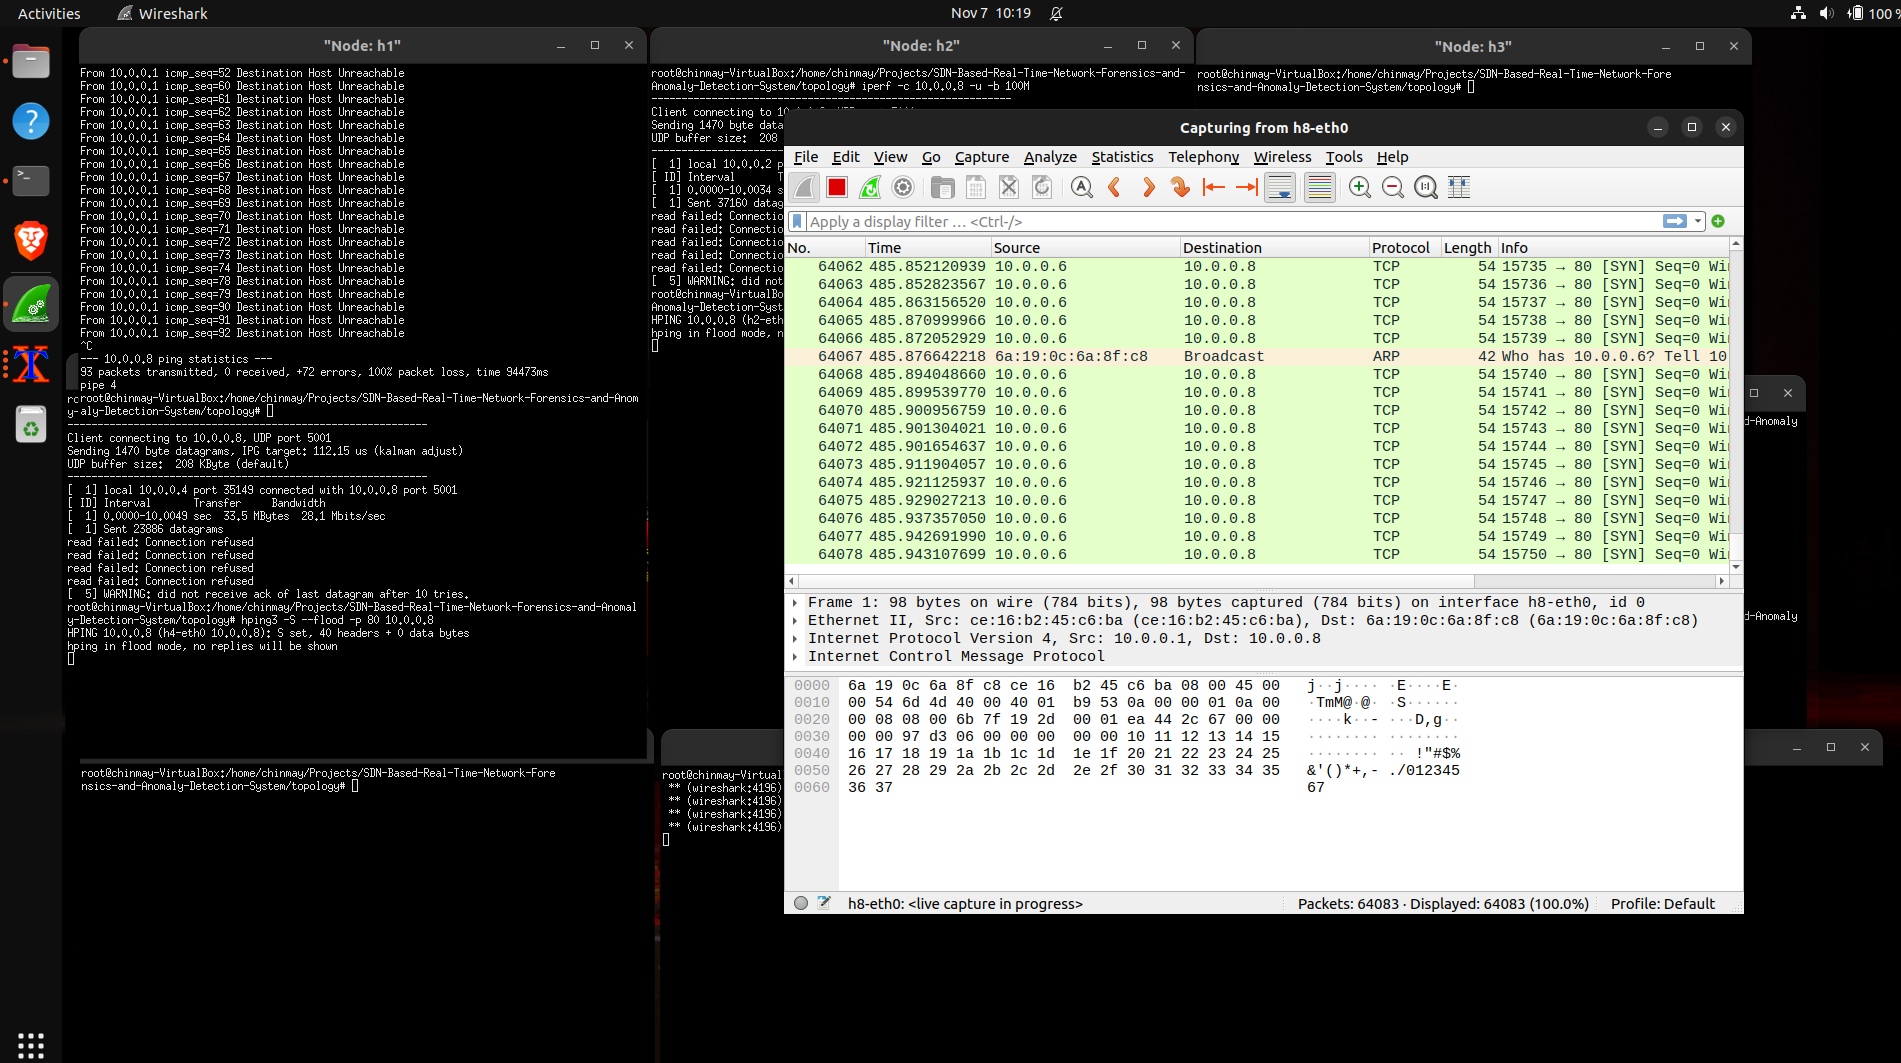 Activities
Wireshark
Nov 7 10:19
100 %
"Node: h1"
From 10.0.0.1 icmp_seq=52 Destination Host Unreachable
From 10.0.0.1 icmp_seq=60 Destination Host Unreachable
From 10.0.0.1 icmp_seq=61 Destination Host Unreachable
From 10.0.0.1 icmp_seq=62 Destination Host Unreachable
From 10.0.0.1 icmp_seq=63 Destination Host Unreachable
From 10.0.0.1 icmp_seq=64 Destination Host Unreachable
From 10.0.0.1 icmp_seq=65 Destination Host Unreachable
From 10.0.0.1 icmp_seq=66 Destination Host Unreachable
From 10.0.0.1 icmp_seq=67 Destination Host Unreachable
From 10.0.0.1 icmp_seq=68 Destination Host Unreachable
From 10.0.0.1 icmp_seq=69 Destination Host Unreachable
From 10.0.0.1 icmp_seq=70 Destination Host Unreachable
From 10.0.0.1 icmp_seq=71 Destination Host Unreachable
From 10.0.0.1 icmp_seq=72 Destination Host Unreachable
From 10.0.0.1 icmp_seq=73 Destination Host Unreachable
From 10.0.0.1 icmp_seq=74 Destination Host Unreachable
From 10.0.0.1 icmp_seq=78 Destination Host Unreachable
From 10.0.0.1 icmp_seq=79 Destination Host Unreachable
From 10.0.0.1 icmp_seq=90 Destination Host Unreachable
From 10.0.0.1 icmp_seq=91 Destination Host Unreachable
From 10.0.0.1 icmp_seq=92 Destination Host Unreachable
^C
--- 10.0.0.8 ping statistics ---
93 packets transmitted, 0 received, +72 errors, 100% packet loss, time 94473ms
pipe 4
root@chinmay-VirtualBox:/home/chinmay/Projects/SDN-Based-Real-Time-Network-Forensics-and-Anom
aly-Detection-System/topology#
------------------------------------------------------------
Client connecting to 10.0.0.8, UDP port 5001
Sending 1470 byte datagrams, IPG target: 112.15 us (kalman adjust)
UDP buffer size:  208 KByte (default)
------------------------------------------------------------
[  1] local 10.0.0.4 port 35149 connected with 10.0.0.8 port 5001
[ ID] Interval       Transfer     Bandwidth
[  1] 0.0000-10.0049 sec  33.5 MBytes  28.1 Mbits/sec
[  1] Sent 23886 datagrams
read failed: Connection refused
read failed: Connection refused
read failed: Connection refused
read failed: Connection refused
[  5] WARNING: did not receive ack of last datagram after 10 tries.
root@chinmay-VirtualBox:/home/chinmay/Projects/SDN-Based-Real-Time-Network-Forensics-and-Anomal
y-Detection-System/topology# hping3 -S --flood -p 80 10.0.0.8
HPING 10.0.0.8 (h4-eth0 10.0.0.8): S set, 40 headers + 0 data bytes
hping in flood mode, no replies will be shown
root@chinmay-VirtualBox:/home/chinmay/Projects/SDN-Based-Real-Time-Network-Fore
nsics-and-Anomaly-Detection-System/topology#
"Node: h2"
root@chinmay-VirtualBox:/home/chinmay/Projects/SDN-Based-Real-Time-Network-Forensics-and-
Anomaly-Detection-System/topology# iperf -c 10.0.0.8 -u -b 100M
------------------------------------------------------------
Client connecting to 10
Sending 1470 byte data
UDP buffer size:  208
[  1] local 10.0.0.2 p
[ ID] Interval       T
[  1] 0.0000-10.0034 s
[  1] Sent 37160 datag
read failed: Connectio
read failed: Connectio
read failed: Connectio
read failed: Connectio
read failed: Connectio
[  5] WARNING: did not
root@chinmay-VirtualBo
Anomaly-Detection-Syst
HPING 10.0.0.8 (h2-eth
hping in flood mode, n
root@chinmay-Virtual
** (wireshark:4196)
** (wireshark:4196)
** (wireshark:4196)
** (wireshark:4196)
"Node: h3"
root@chinmay-VirtualBox:/home/chinmay/Projects/SDN-Based-Real-Time-Network-Fore
nsics-and-Anomaly-Detection-System/topology#
Capturing from h8-eth0
File Edit View Go Capture Analyze Statistics Telephony Wireless Tools Help
Apply a display filter … <Ctrl-/>
No. Time Source Destination Protocol Length Info
64062 485.852120939 10.0.0.6 10.0.0.8 TCP 54 15735 → 80 [SYN] Seq=0 Wi
64063 485.852823567 10.0.0.6 10.0.0.8 TCP 54 15736 → 80 [SYN] Seq=0 Wi
64064 485.863156520 10.0.0.6 10.0.0.8 TCP 54 15737 → 80 [SYN] Seq=0 Wi
64065 485.870999966 10.0.0.6 10.0.0.8 TCP 54 15738 → 80 [SYN] Seq=0 Wi
64066 485.872052929 10.0.0.6 10.0.0.8 TCP 54 15739 → 80 [SYN] Seq=0 Wi
64067 485.876642218 6a:19:0c:6a:8f:c8 Broadcast ARP 42 Who has 10.0.0.6? Tell 10
64068 485.894048660 10.0.0.6 10.0.0.8 TCP 54 15740 → 80 [SYN] Seq=0 Wi
64069 485.899539770 10.0.0.6 10.0.0.8 TCP 54 15741 → 80 [SYN] Seq=0 Wi
64070 485.900956759 10.0.0.6 10.0.0.8 TCP 54 15742 → 80 [SYN] Seq=0 Wi
64071 485.901304021 10.0.0.6 10.0.0.8 TCP 54 15743 → 80 [SYN] Seq=0 Wi
64072 485.901654637 10.0.0.6 10.0.0.8 TCP 54 15744 → 80 [SYN] Seq=0 Wi
64073 485.911904057 10.0.0.6 10.0.0.8 TCP 54 15745 → 80 [SYN] Seq=0 Wi
64074 485.921125937 10.0.0.6 10.0.0.8 TCP 54 15746 → 80 [SYN] Seq=0 Wi
64075 485.929027213 10.0.0.6 10.0.0.8 TCP 54 15747 → 80 [SYN] Seq=0 Wi
64076 485.937357050 10.0.0.6 10.0.0.8 TCP 54 15748 → 80 [SYN] Seq=0 Wi
64077 485.942691990 10.0.0.6 10.0.0.8 TCP 54 15749 → 80 [SYN] Seq=0 Wi
64078 485.943107699 10.0.0.6 10.0.0.8 TCP 54 15750 → 80 [SYN] Seq=0 Wi
Frame 1: 98 bytes on wire (784 bits), 98 bytes captured (784 bits) on interface h8-eth0, id 0
Ethernet II, Src: ce:16:b2:45:c6:ba (ce:16:b2:45:c6:ba), Dst: 6a:19:0c:6a:8f:c8 (6a:19:0c:6a:8f:c8)
Internet Protocol Version 4, Src: 10.0.0.1, Dst: 10.0.0.8
Internet Control Message Protocol
0000 6a 19 0c 6a 8f c8 ce 16 b2 45 c6 ba 08 00 45 00 j··j···· ·E····E·
0010 00 54 6d 4d 40 00 40 01 b9 53 0a 00 00 01 0a 00 ·TmM@·@· ·S······
0020 00 08 08 00 6b 7f 19 2d 00 01 ea 44 2c 67 00 00 ····k··- ···D,g··
0030 00 00 97 d3 06 00 00 00 00 00 10 11 12 13 14 15 ········ ········
0040 16 17 18 19 1a 1b 1c 1d 1e 1f 20 21 22 23 24 25 ········ ·· !"#$%
0050 26 27 28 29 2a 2b 2c 2d 2e 2f 30 31 32 33 34 35 &'()*+,- ./012345
0060 36 37 67
h8-eth0: <live capture in progress>
Packets: 64083 · Displayed: 64083 (100.0%)
Profile: Default
d-Anomaly
d-Anomaly